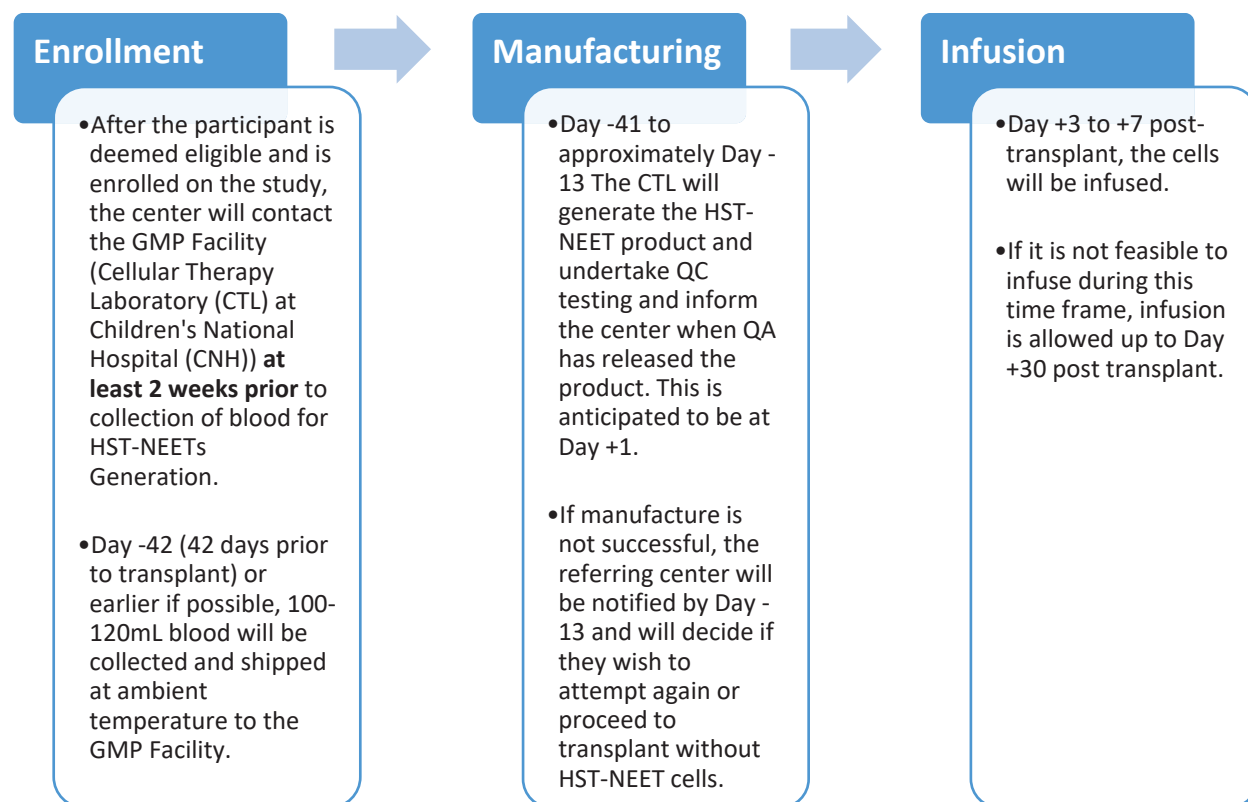 Enrollment
•After the participant is
deemed eligible and is
enrolled on the study,
the center will contact
the GMP Facility
(Cellular Therapy
Laboratory (CTL) at
Children's National
Hospital (CNH)) at
least 2 weeks prior to
collection of blood for
HST-NEETs
Generation.
•Day -42 (42 days prior
to transplant) or
earlier if possible, 100-
120mL blood will be
collected and shipped
at ambient
temperature to the
GMP Facility.
Manufacturing
•Day -41 to
approximately Day -
13 The CTL will
generate the HST-
NEET product and
undertake QC
testing and inform
the center when QA
has released the
product. This is
anticipated to be at
Day +1.
•If manufacture is
not successful, the
referring center will
be notified by Day -
13 and will decide if
they wish to
attempt again or
proceed to
transplant without
HST-NEET cells.
Infusion
•Day +3 to +7 post-
transplant, the cells
will be infused.
•If it is not feasible to
infuse during this
time frame, infusion
is allowed up to Day
+30 post transplant.